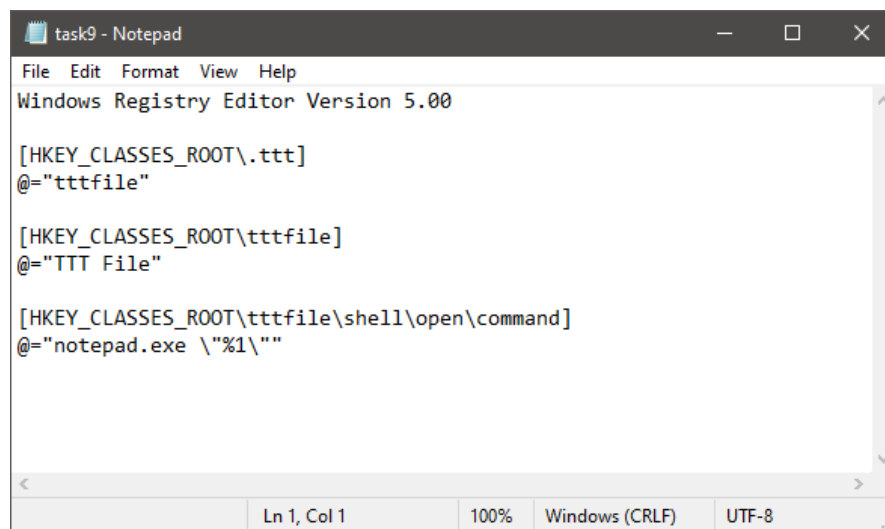 task9 - Notepad
File Edit Format View Help
Windows Registry Editor Version 5.00
[HKEY_CLASSES_ROOT\.ttt]
@="tttfile"
[HKEY_CLASSES_ROOT\tttfile]
@="TTT File"
[HKEY_CLASSES_ROOT\tttfile\shell\open\command]
@="notepad.exe \"%1\""
Ln 1, Col 1 100% Windows (CRLF) UTF-8